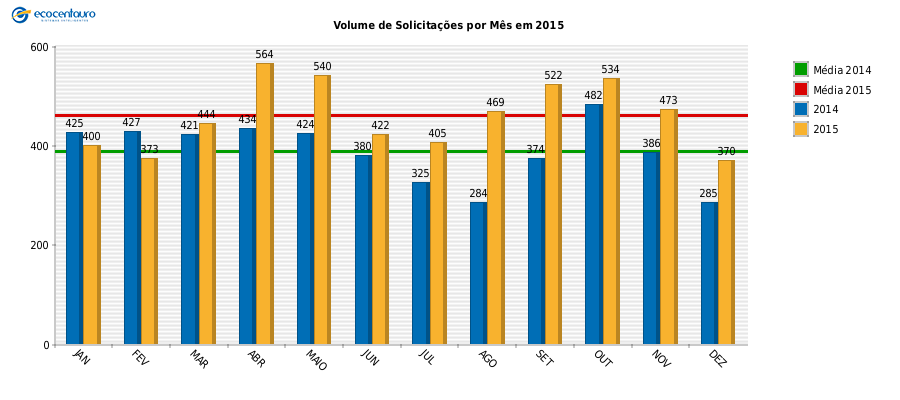 ecocentauro
Volume de Solicitações por Mês em 2015
600
400
200
0
425
400
427
373
421
444
434
564
424
540
380
422
325
405
284
469
374
522
482
534
386
473
285
370
JAN
FEV
MAR
ABR
MAIO
JUN
JUL
AGO
SET
OUT
NOV
DEZ
Média 2014
Média 2015
2014
2015